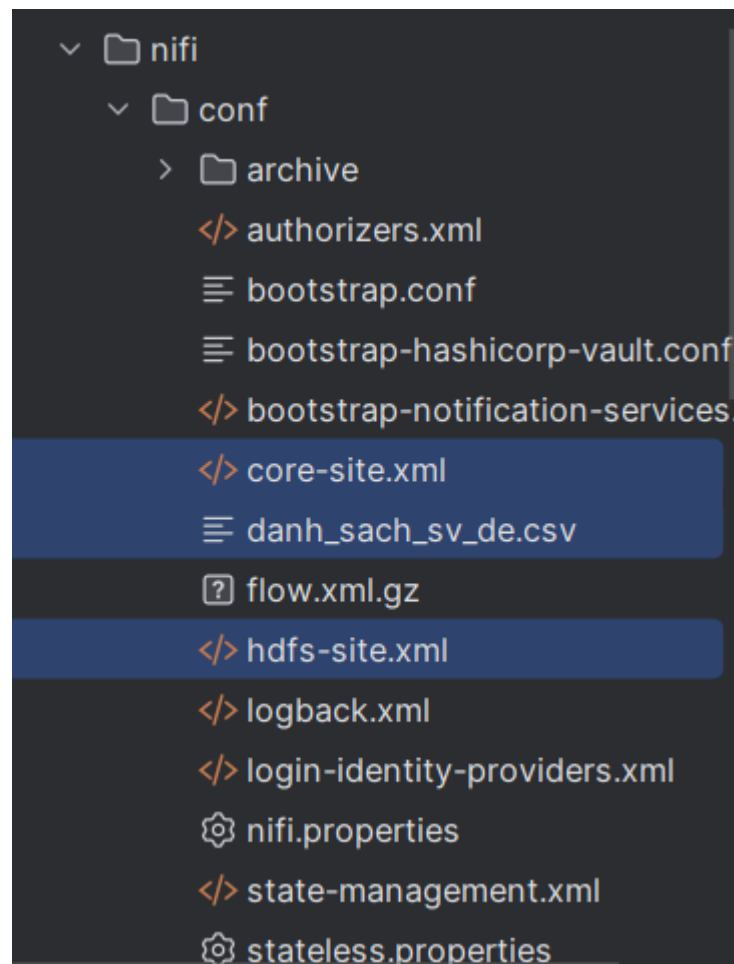 nifi
conf
archive
authorizers.xml
bootstrap.conf
bootstrap-hashicorp-vault.conf
bootstrap-notification-services.
core-site.xml
danh_sach_sv_de.csv
flow.xml.gz
hdfs-site.xml
logback.xml
login-identity-providers.xml
nifi.properties
state-management.xml
stateless.properties